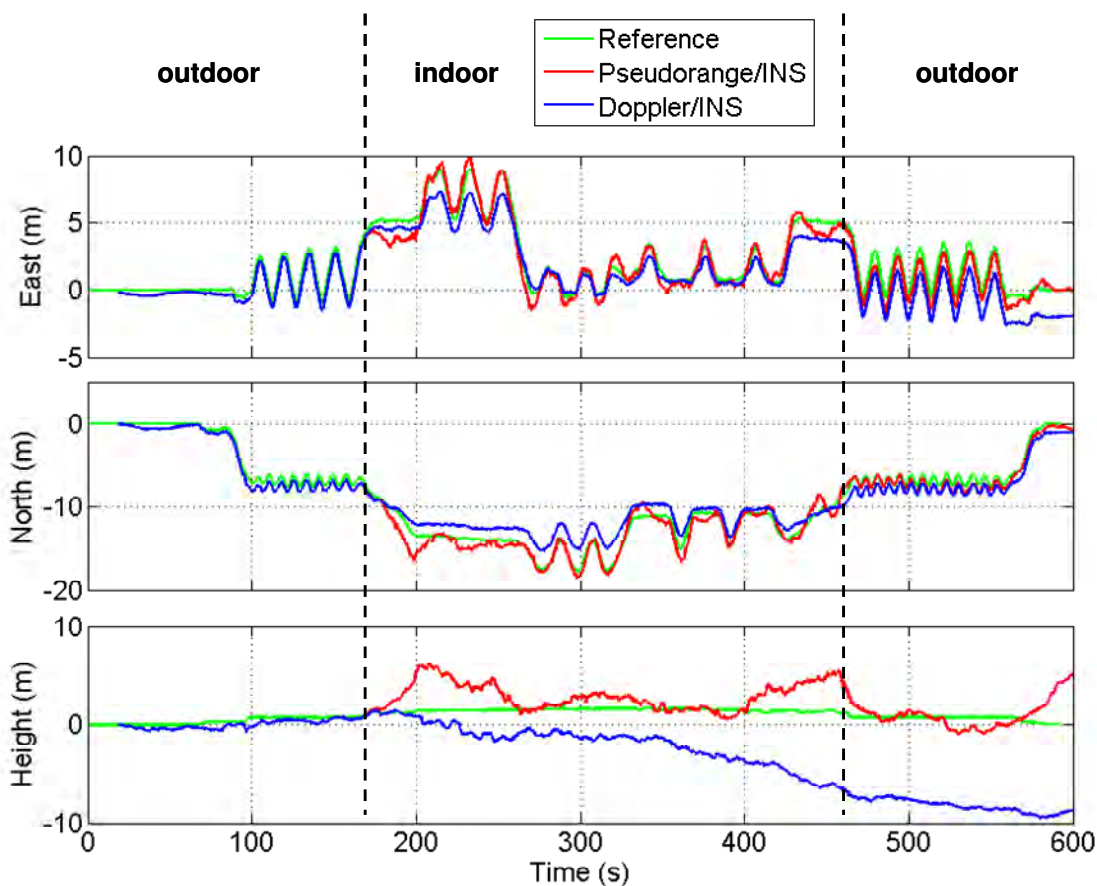 Reference
outdoor indoor Pseudorange/INS outdoor
Doppler/INS
10
5
0
-5
East (m)
0
-10
-20
North (m)
10
0
-10
Height (m)
0 100 200 300 400 500 600
Time (s)